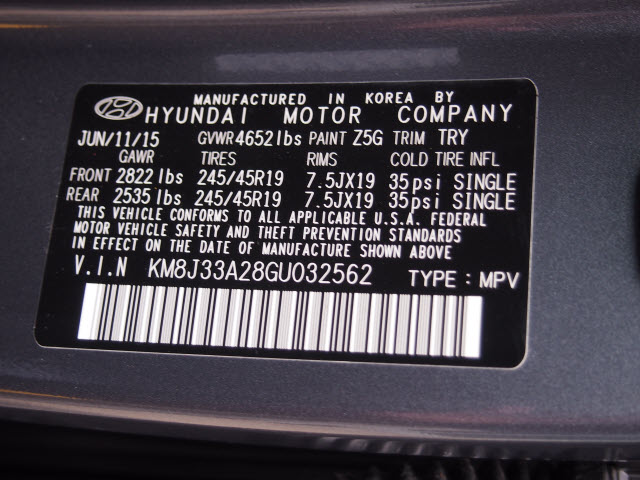 MANUFACTURED IN KOREA BY
HYUNDAI MOTOR COMPANY
JUN/11/15 GVWR 4652 lbs PAINT Z5G TRIM TRY
GAWR TIRES RIMS COLD TIRE INFL
FRONT 2822 lbs 245/45R19 7.5JX19 35psi SINGLE
REAR 2535 lbs 245/45R19 7.5JX19 35psi SINGLE
THIS VEHICLE CONFORMS TO ALL APPLICABLE U.S.A. FEDERAL
MOTOR VEHICLE SAFETY AND THEFT PREVENTION STANDARDS
IN EFFECT ON THE DATE OF MANUFACTURE SHOWN ABOVE
V.I.N KM8J33A28GU032562 TYPE : MPV